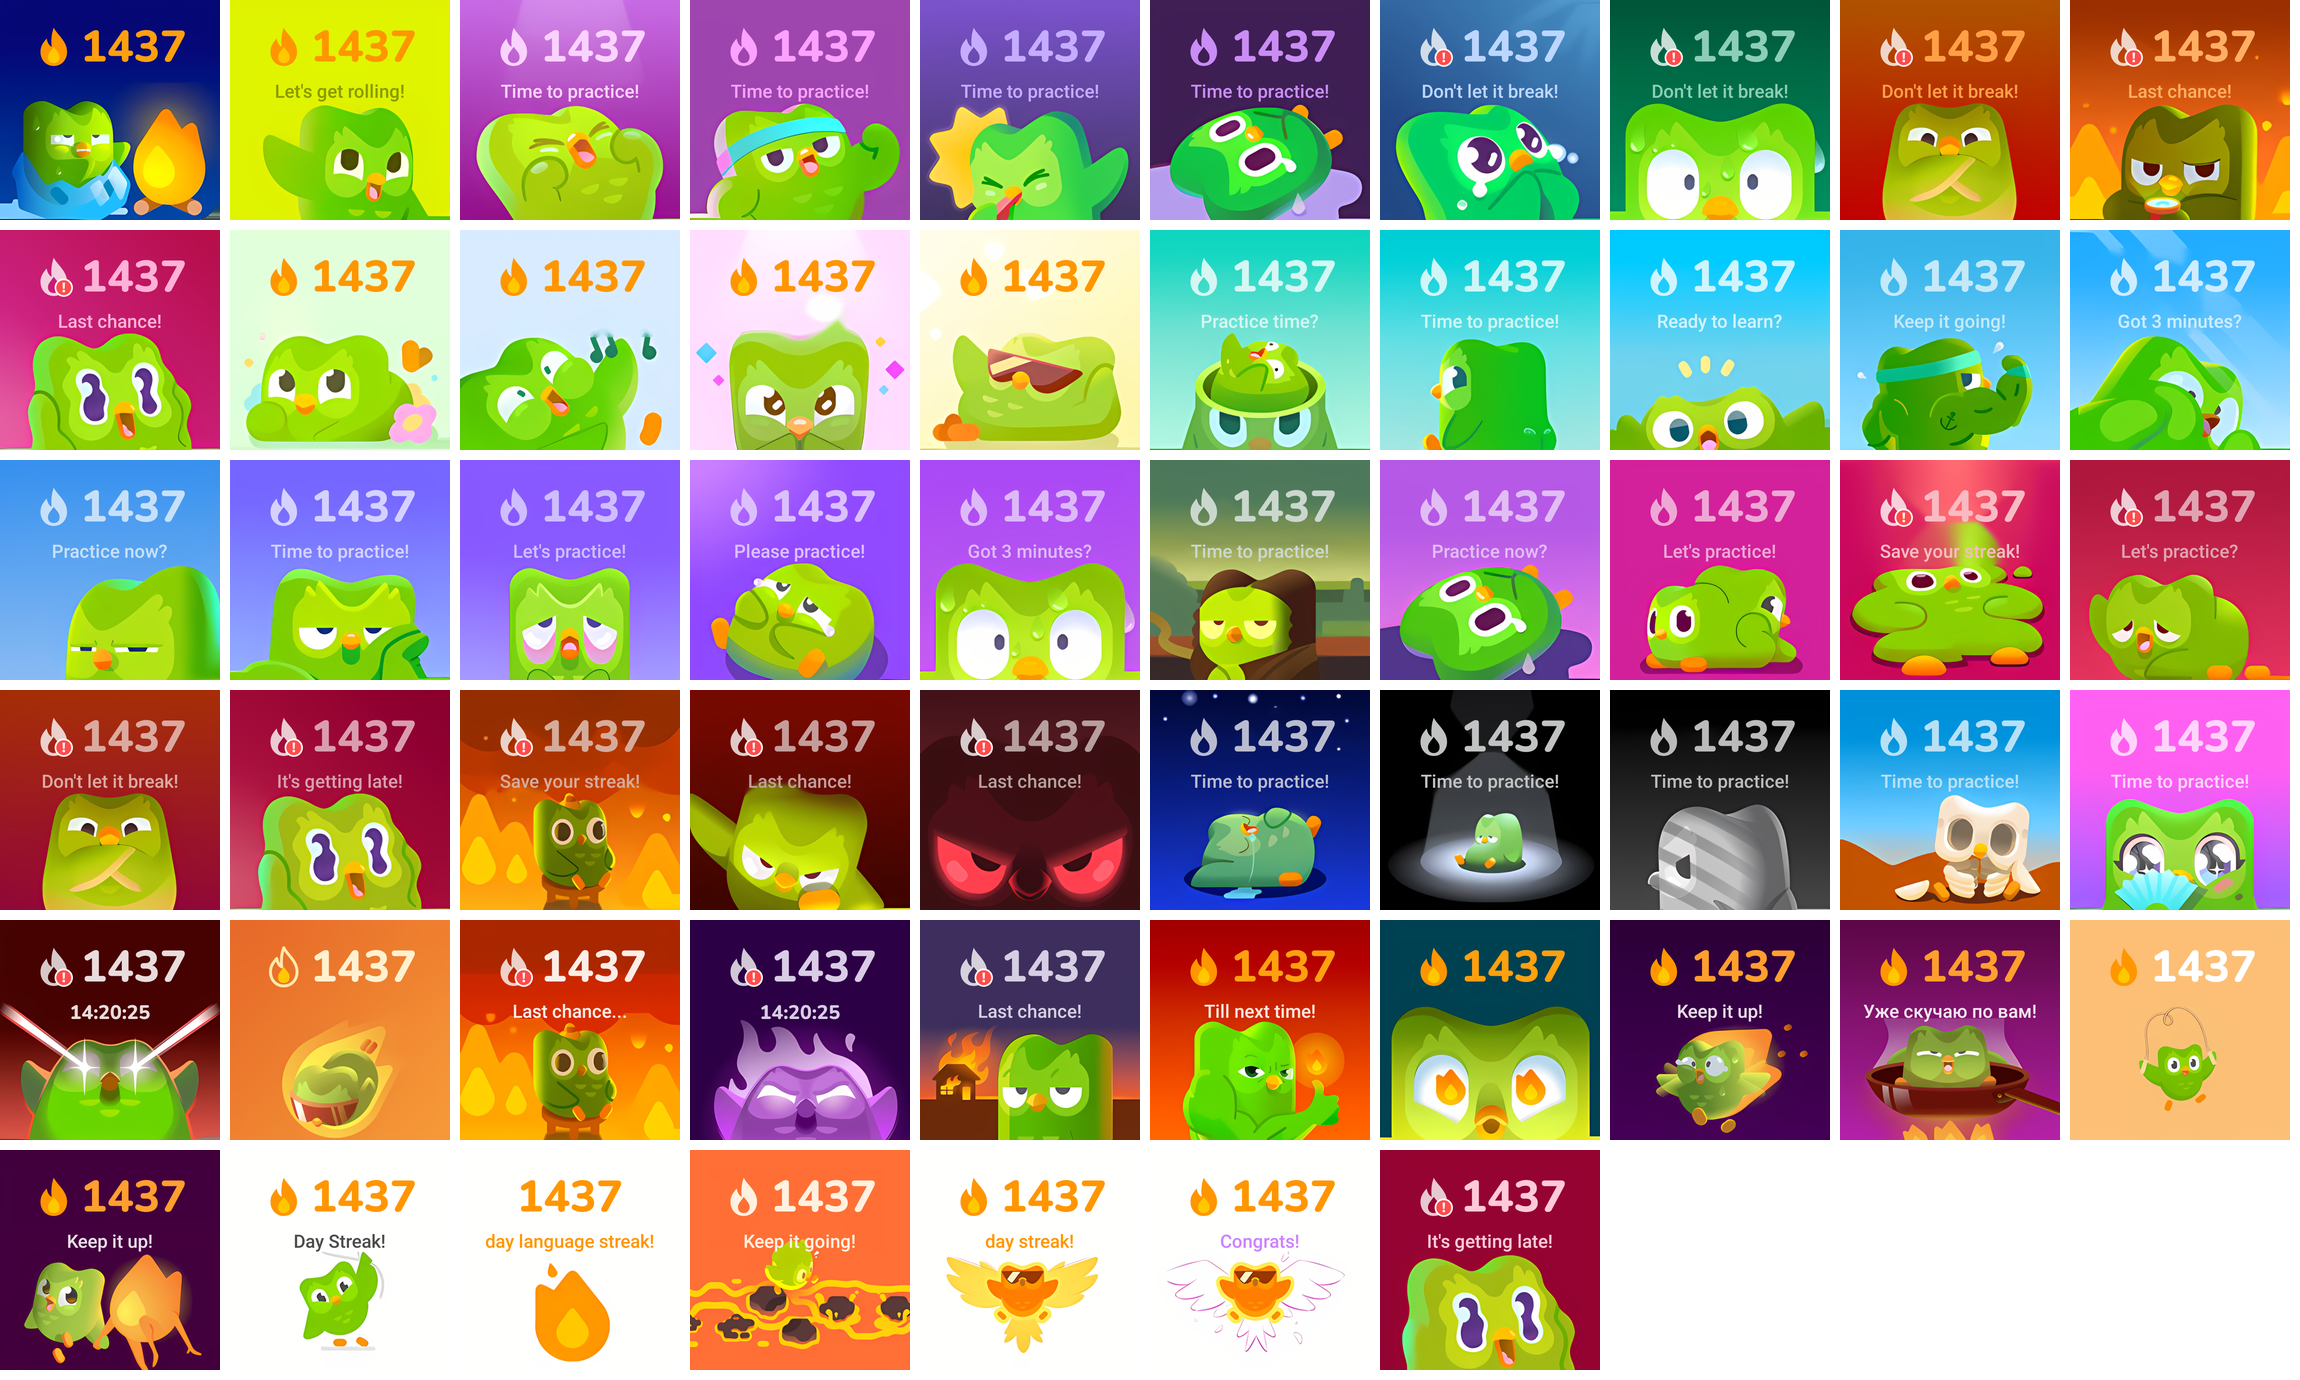 1437
1437
Let's get rolling!
1437
Time to practice!
1437
Time to practice!
1437
Time to practice!
1437
Time to practice!
1437
Don't let it break!
1437
Don't let it break!
1437
Don't let it break!
1437
Last chance!
1437
Last chance!
1437
1437
1437
1437
1437
Practice time?
1437
Time to practice!
1437
Ready to learn?
1437
Keep it going!
1437
Got 3 minutes?
1437
Practice now?
1437
Time to practice!
1437
Let's practice!
1437
Please practice!
1437
Got 3 minutes?
1437
Time to practice!
1437
Practice now?
1437
Let's practice!
1437
Save your streak!
1437
Let's practice?
1437
Don't let it break!
1437
It's getting late!
1437
Save your streak!
1437
Last chance!
1437
Last chance!
1437
Time to practice!
1437
Time to practice!
1437
Time to practice!
1437
Time to practice!
1437
Time to practice!
1437
14:20:25
1437
1437
Last chance...
1437
14:20:25
1437
Last chance!
1437
Till next time!
1437
1437
Keep it up!
1437
Уже скучаю по вам!
1437
1437
Keep it up!
1437
Day Streak!
1437
day language streak!
1437
Keep it going!
1437
day streak!
1437
Congrats!
1437
It's getting late!